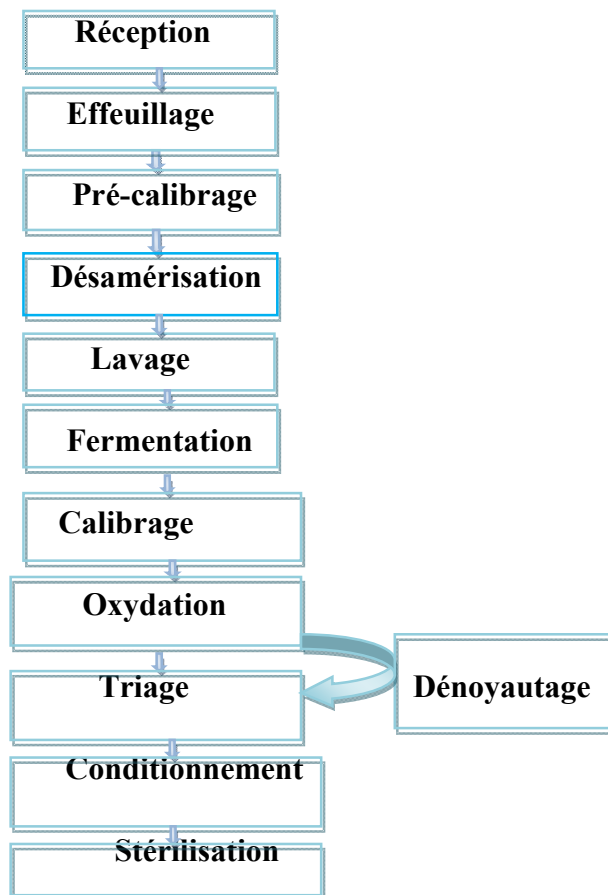 Réception
Effeuillage
Pré-calibrage
Désamérisation
Lavage
Fermentation
Calibrage
Oxydation
Triage
Dénoyautage
Conditionnement
Stérilisation